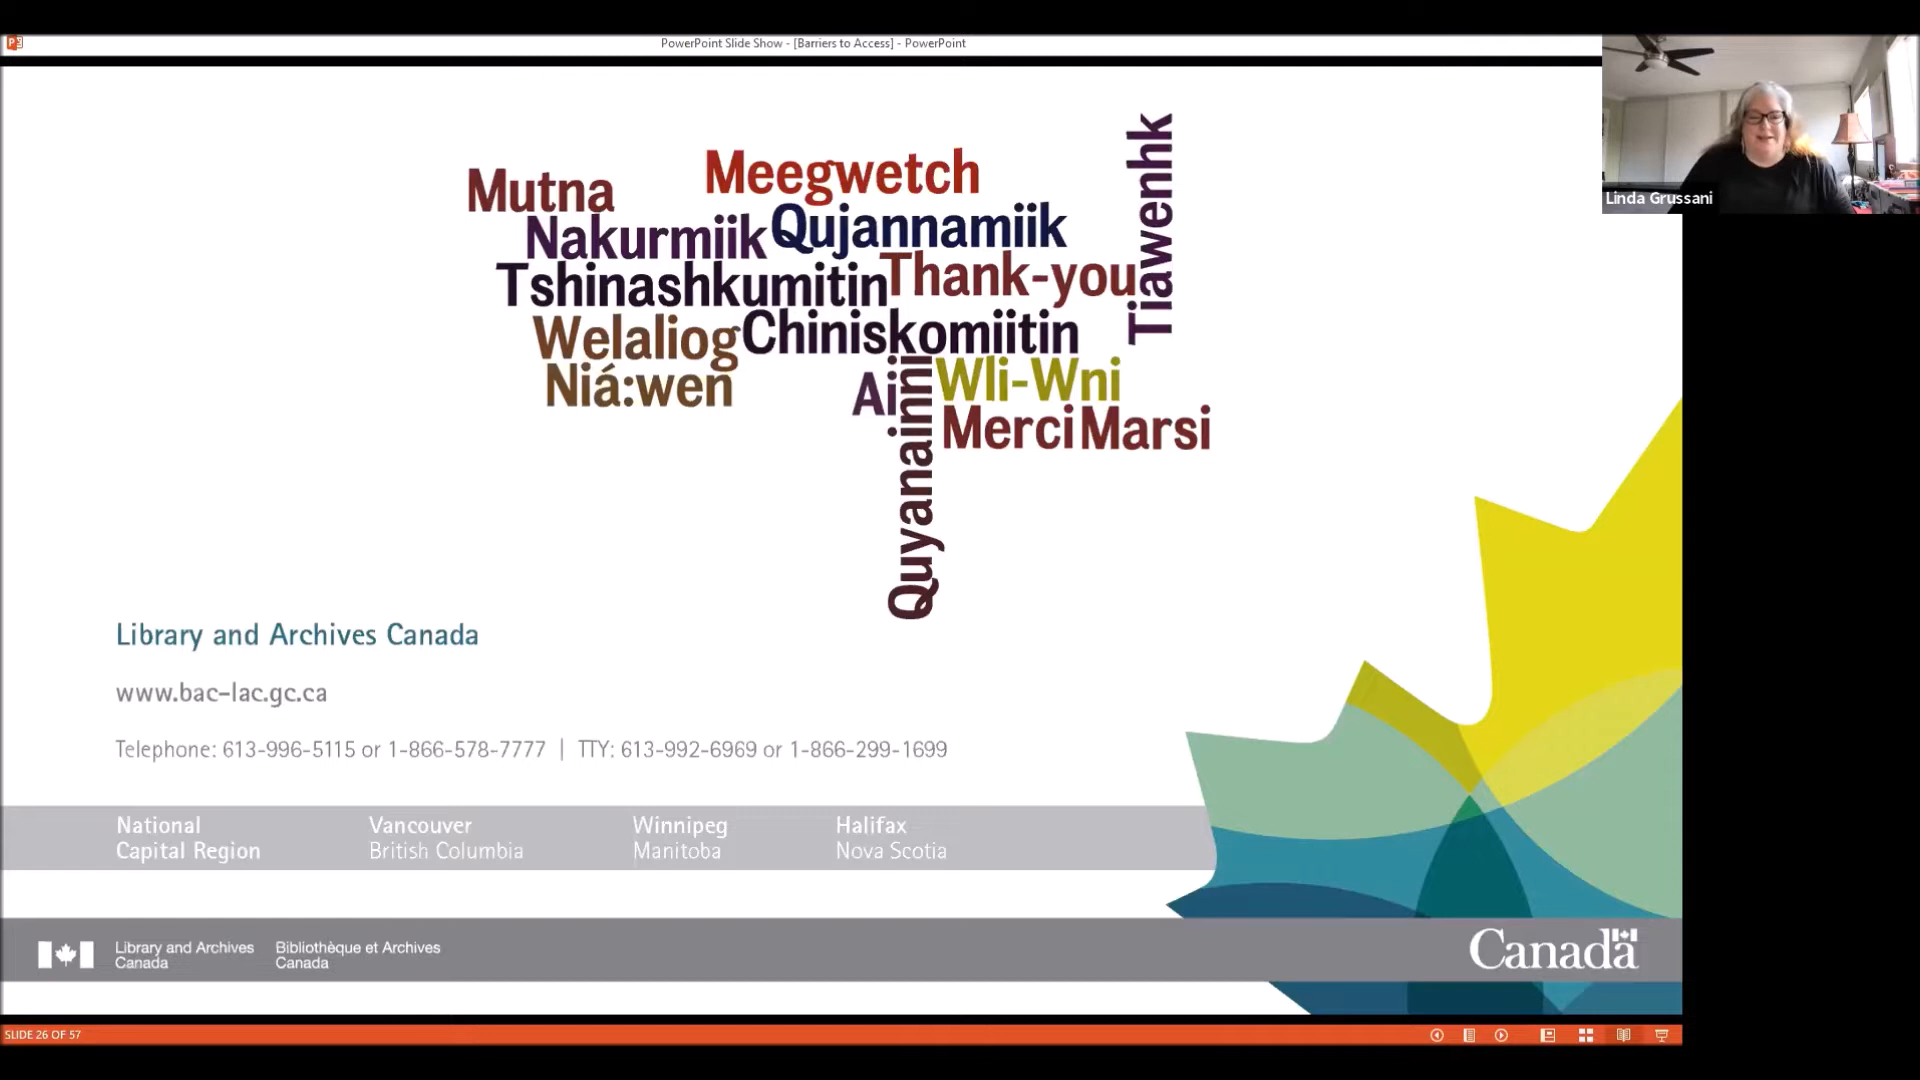 PowerPoint Slide Show - [Barriers to Access] - PowerPoint
Linda Grussani
Mutna
Meegwetch
Tiawenhk
Nakurmiik
Qujannamiik
Tshinashkumitin
Thank-you
Welaliog
Chiniskomiitin
Niá:wen
Aii
Wli-Wni
Quyanainni
Merci
Marsi
Library and Archives Canada
www.bac-lac.gc.ca
Telephone: 613-996-5115 or 1-866-578-7777 | TTY: 613-992-6969 or 1-866-299-1699
National
Capital Region
Vancouver
British Columbia
Winnipeg
Manitoba
Halifax
Nova Scotia
Library and Archives
Canada
Bibliothèque et Archives
Canada
Canada
SLIDE 26 OF 57